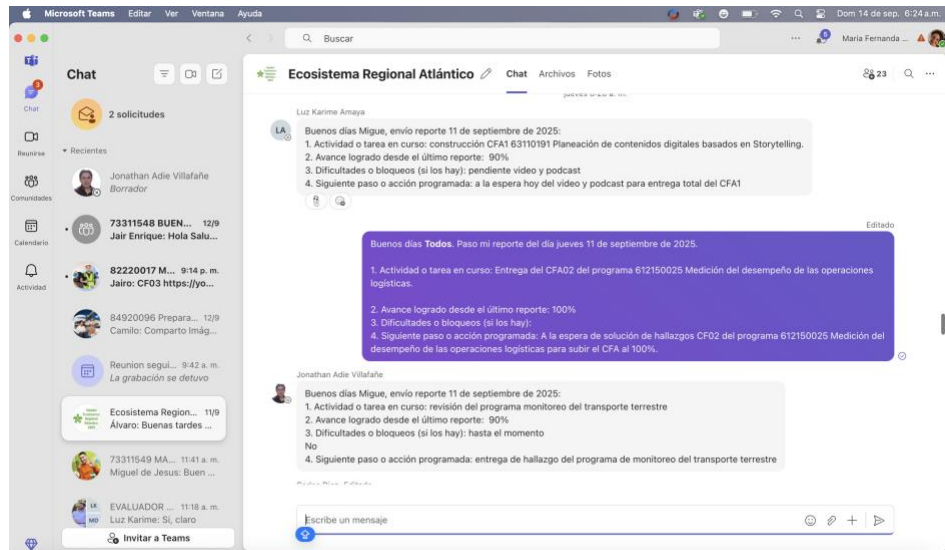 Microsoft Teams Editar Ver Ventana Ayuda
Dom 14 de sep. 6:24 a.m.
Buscar
María Fernanda ...
Chat
2 solicitudes
Recientes
Jonathan Adie Villafañe
Borrador
73311548 BUEN... 12/9
Jair Enrique: Hola Salu...
82220017 M... 9:14 p. m.
Jairo: CF03 https://yo...
84920096 Prepara... 12/9
Camilo: Comparto Imág...
Reunion segui... 9:42 a. m.
La grabación se detuvo
Ecosistema Region... 11/9
Álvaro: Buenas tardes ...
73311549 MA... 11:41 a. m.
Miguel de Jesus: Buen ...
EVALUADOR ... 11:18 a. m.
Luz Karime: Si, claro
Invitar a Teams
3
Chat
Reunirse
Comunidades
Calendario
Actividad
Ecosistema Regional Atlántico Chat Archivos Fotos 23
Luz Karime Amaya
LA
Buenos días Migue, envío reporte 11 de septiembre de 2025:
1. Actividad o tarea en curso: construcción CFA1 63110191 Planeación de contenidos digitales basados en Storytelling.
2. Avance logrado desde el último reporte: 90%
3. Dificultades o bloqueos (si los hay): pendiente video y podcast
4. Siguiente paso o acción programada: a la espera hoy del video y podcast para entrega total del CFA1
Editado
Buenos días Todos. Paso mi reporte del día jueves 11 de septiembre de 2025.
1. Actividad o tarea en curso: Entrega del CFA02 del programa 612150025 Medición del desempeño de las operaciones
logísticas.
2. Avance logrado desde el último reporte: 100%
3. Dificultades o bloqueos (si los hay):
4. Siguiente paso o acción programada: A la espera de solución de hallazgos CF02 del programa 612150025 Medición del
desempeño de las operaciones logísticas para subir el CFA al 100%.
Jonathan Adie Villafañe
Buenos días Migue, envío reporte 11 de septiembre de 2025:
1. Actividad o tarea en curso: revisión del programa monitoreo del transporte terrestre
2. Avance logrado desde el último reporte: 90%
3. Dificultades o bloqueos (si los hay): hasta el momento
No
4. Siguiente paso o acción programada: entrega de hallazgo del programa de monitoreo del transporte terrestre
Escribe un mensaje